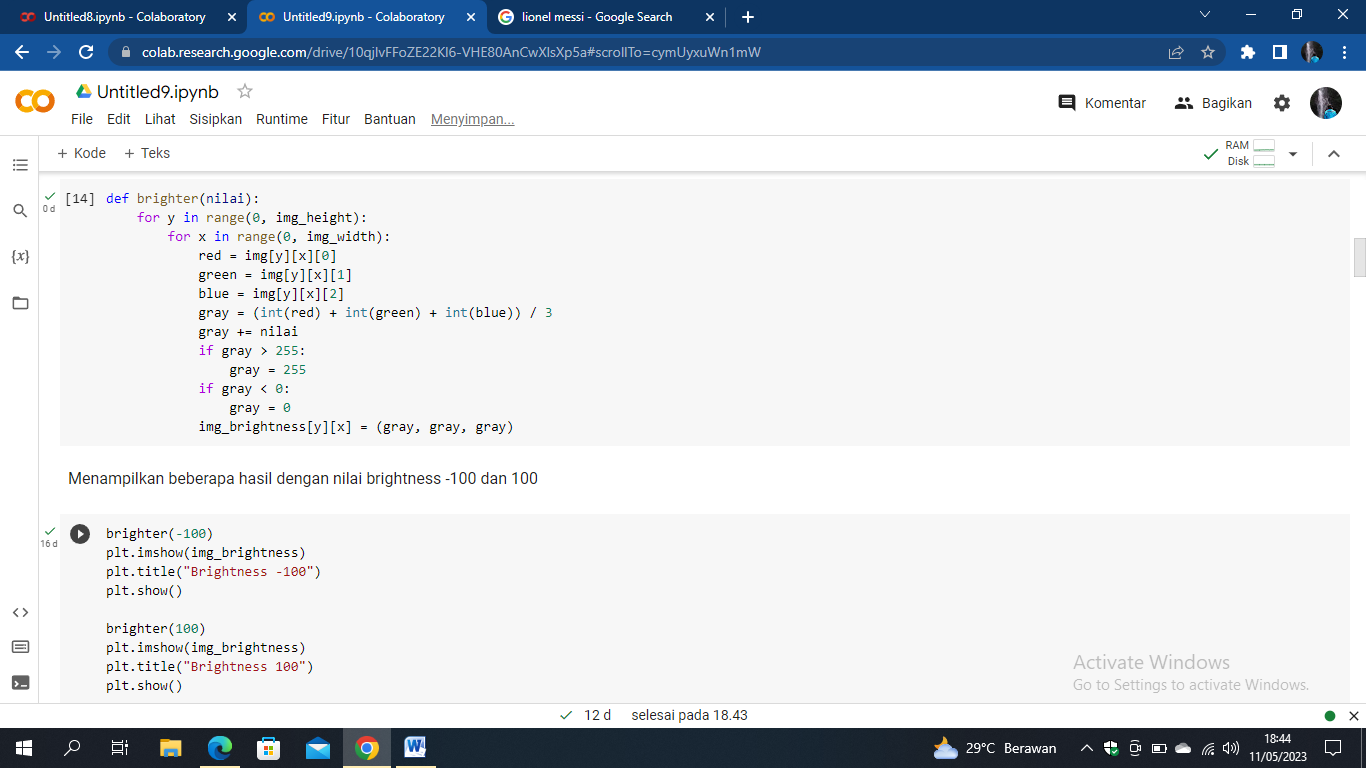 Untitled8.ipynb - Colaboratory
Untitled9.ipynb - Colaboratory
lionel messi - Google Search
colab.research.google.com/drive/10qjlvFFoZE22KI6-VHE80AnCwXlsXp5a#scrollTo=cymUyxuWn1mW
Untitled9.ipynb
File Edit Lihat Sisipkan Runtime Fitur Bantuan Menyimpan...
Komentar
Bagikan
+ Kode + Teks
RAM
Disk
{x}
0 d
[14] def brighter(nilai):
for y in range(0, img_height):
for x in range(0, img_width):
red = img[y][x][0]
green = img[y][x][1]
blue = img[y][x][2]
gray = (int(red) + int(green) + int(blue)) / 3
gray += nilai
if gray > 255:
gray = 255
if gray < 0:
gray = 0
img_brightness[y][x] = (gray, gray, gray)
Menampilkan beberapa hasil dengan nilai brightness -100 dan 100
16 d
brighter(-100)
plt.imshow(img_brightness)
plt.title("Brightness -100")
plt.show()
brighter(100)
plt.imshow(img_brightness)
plt.title("Brightness 100")
plt.show()
Activate Windows
Go to Settings to activate Windows.
12 d selesai pada 18.43
29°C Berawan
18:44
11/05/2023